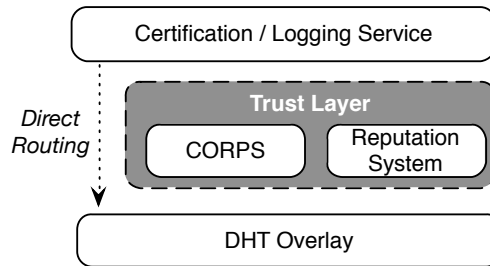 Certification / Logging Service
Direct
Routing
Trust Layer
CORPS
Reputation
System
DHT Overlay